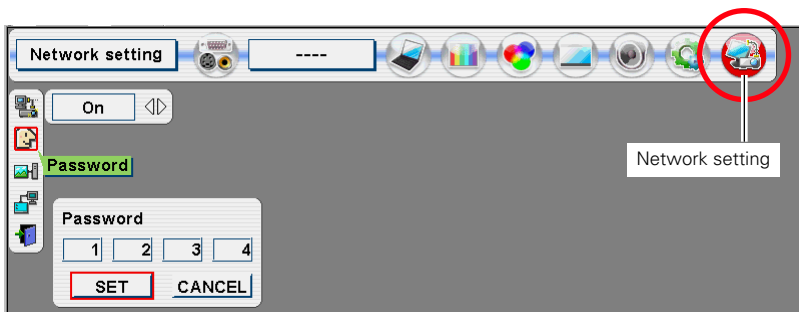 Network setting
----
On
Password
Network setting
Password
1 2 3 4
SET CANCEL